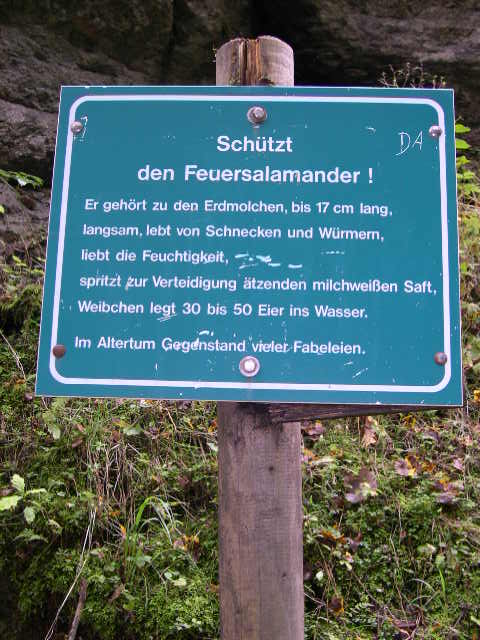 DA
Schützt
den Feuersalamander !
Er gehört zu den Erdmolchen, bis 17 cm lang,
langsam, lebt von Schnecken und Würmern,
liebt die Feuchtigkeit,
spritzt zur Verteidigung ätzenden milchweißen Saft,
Weibchen legt 30 bis 50 Eier ins Wasser.
Im Altertum Gegenstand vieler Fabeleien.